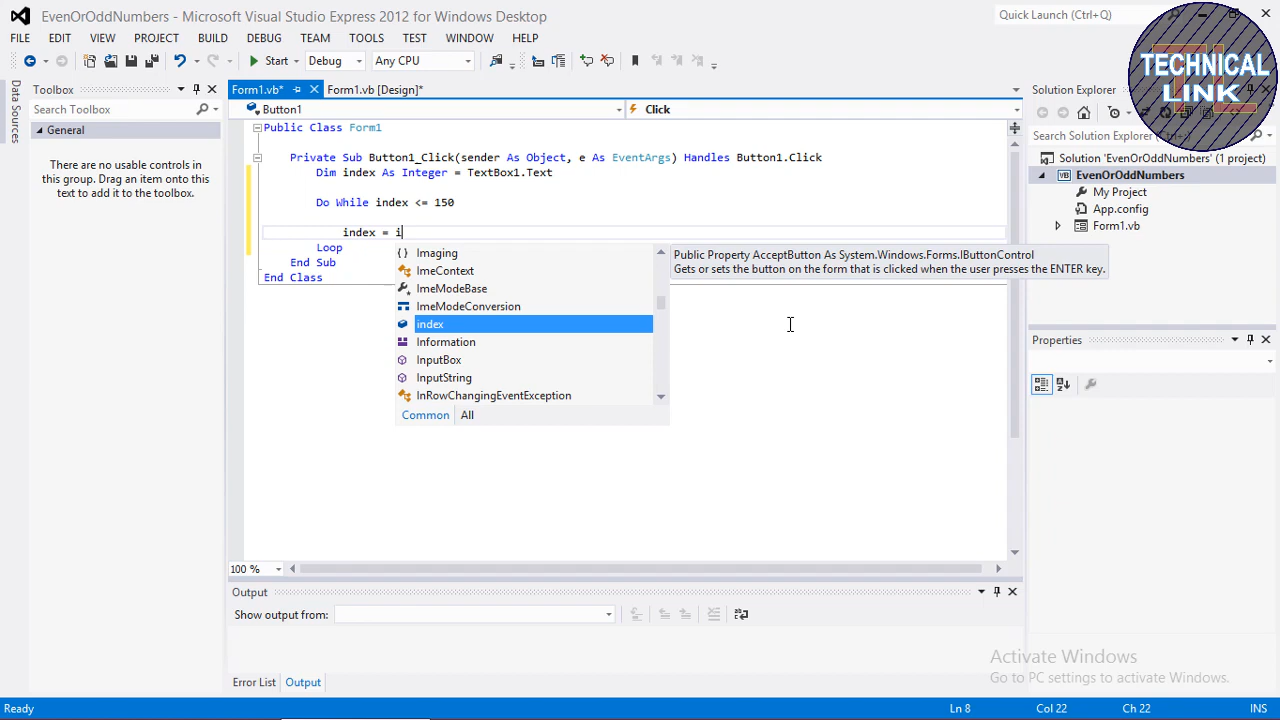 EvenOrOddNumbers - Microsoft Visual Studio Express 2012 for Windows Desktop
Quick Launch (Ctrl+Q)
FILE EDIT VIEW PROJECT BUILD DEBUG TEAM TOOLS TEST WINDOW HELP
Start Debug Any CPU
TECHNICAL
LINK
Data Sources
Toolbox
Search Toolbox
General
There are no usable controls in
this group. Drag an item onto this
text to add it to the toolbox.
Form1.vb* Form1.vb [Design]*
Button1 Click
Public Class Form1
Private Sub Button1_Click(sender As Object, e As EventArgs) Handles Button1.Click
Dim index As Integer = TextBox1.Text
Do While index <= 150
index = i
Loop
End Sub
End Class
Imaging
ImeContext
ImeModeBase
ImeModeConversion
index
Information
InputBox
InputString
InRowChangingEventException
Common All
Public Property AcceptButton As System.Windows.Forms.IButtonControl
Gets or sets the button on the form that is clicked when the user presses the ENTER key.
100 %
Output
Show output from:
Error List Output
Solution Explorer
Search Solution Explorer (Ctrl+;)
Solution 'EvenOrOddNumbers' (1 project)
EvenOrOddNumbers
My Project
App.config
Form1.vb
Properties
Activate Windows
Go to PC settings to activate Windows.
Ready Ln 8 Col 22 Ch 22 INS